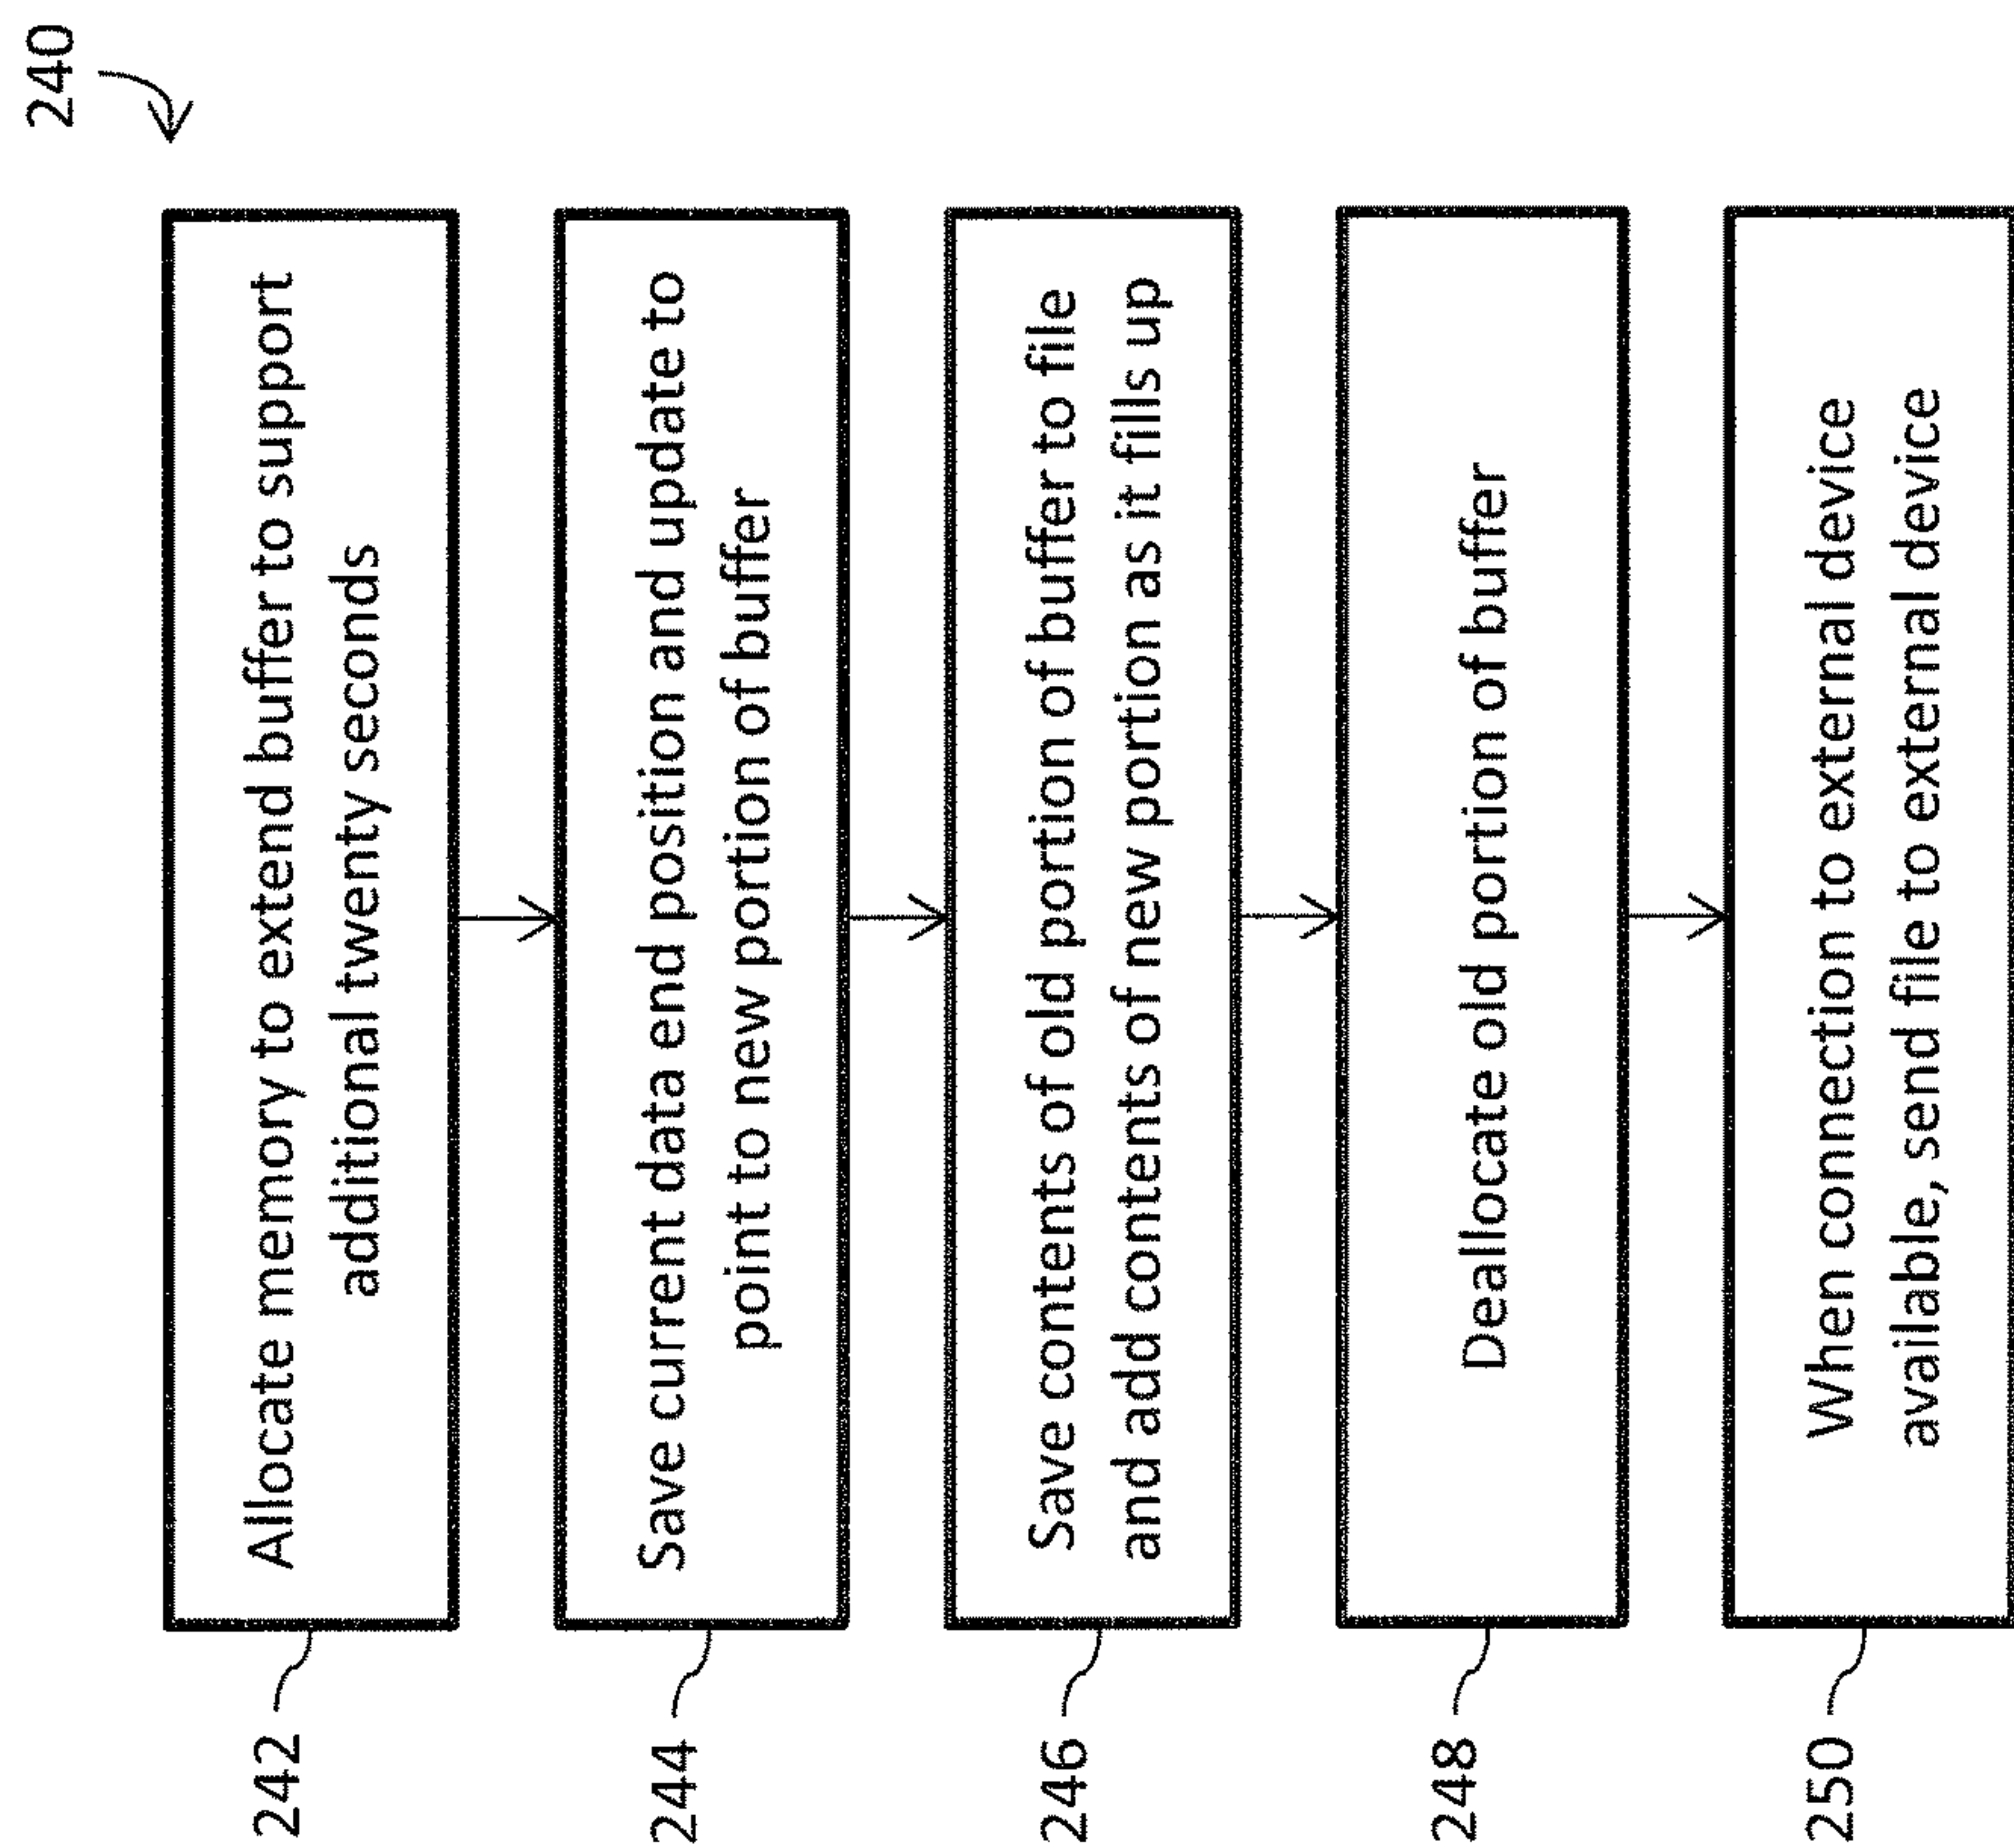 240
242
Allocate memory to extend buffer to support
additional twenty seconds
244
Save current data end position and update to
point to new portion of buffer
246
Save contents of old portion of buffer to file
and add contents of new portion as it fills up
248
Deallocate old portion of buffer
250
When connection to external device
available, send file to external device